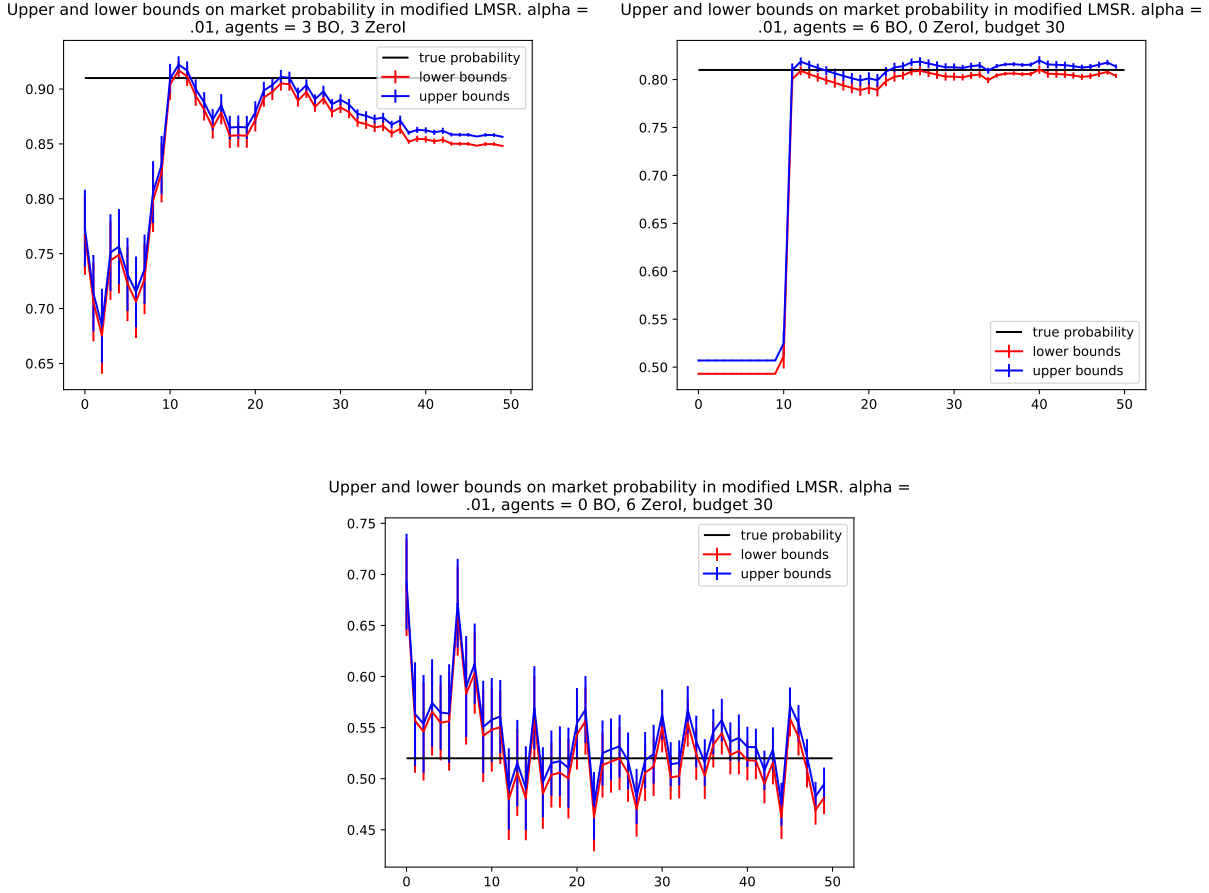 Upper and lower bounds on market probability in modified LMSR. alpha =
.01, agents = 3 BO, 3 ZeroI
true probability
lower bounds
upper bounds
0.90
0.85
0.80
0.75
0.70
0.65
0 10 20 30 40 50
Upper and lower bounds on market probability in modified LMSR. alpha =
.01, agents = 6 BO, 0 ZeroI, budget 30
0.80
0.75
0.70
0.65
0.60
0.55
0.50
true probability
lower bounds
upper bounds
0 10 20 30 40 50
Upper and lower bounds on market probability in modified LMSR. alpha =
.01, agents = 0 BO, 6 ZeroI, budget 30
true probability
lower bounds
upper bounds
0.75
0.70
0.65
0.60
0.55
0.50
0.45
0 10 20 30 40 50